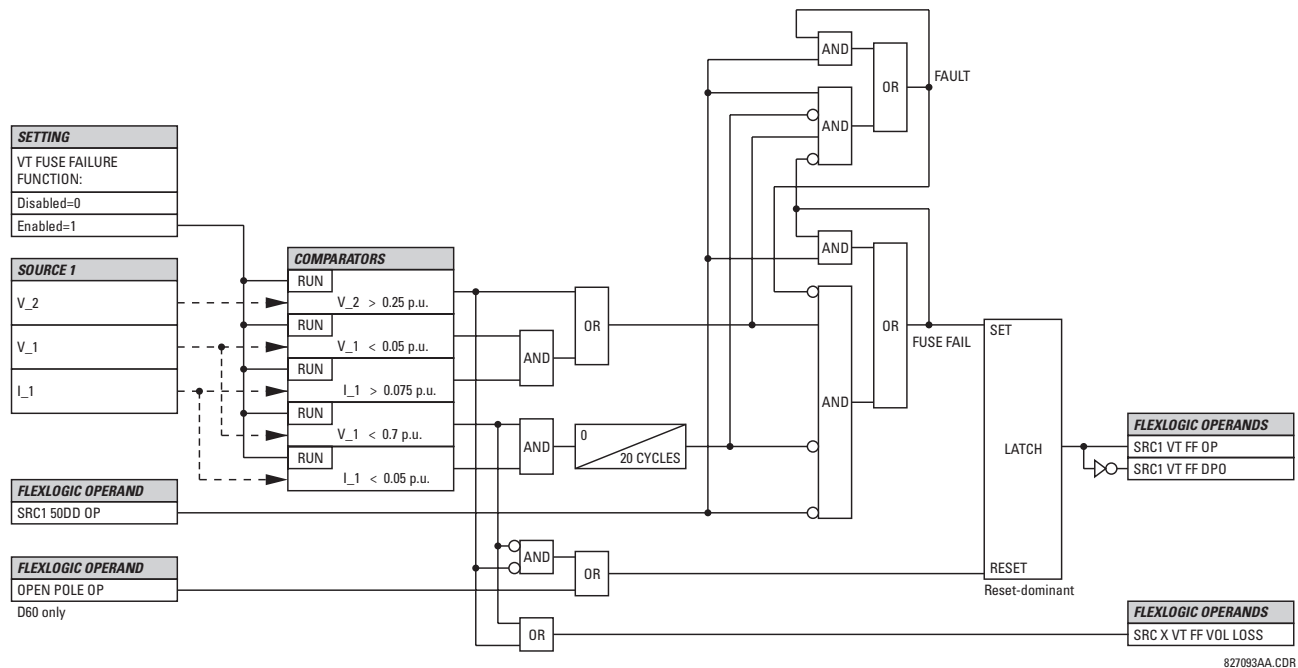 SETTING
VT FUSE FAILURE
FUNCTION:
Disabled=0
Enabled=1
SOURCE 1
V_2
V_1
I_1
FLEXLOGIC OPERAND
SRC1 50DD OP
FLEXLOGIC OPERAND
OPEN POLE OP
D60 only
COMPARATORS
RUN
V_2 > 0.25 p.u.
RUN
V_1 < 0.05 p.u.
RUN
I_1 > 0.075 p.u.
RUN
V_1 < 0.7 p.u.
RUN
I_1 < 0.05 p.u.
AND
OR
AND
0
20 CYCLES
AND
OR
OR
AND
AND
OR
FAULT
AND
AND
OR
FUSE FAIL
SET
LATCH
RESET
Reset-dominant
FLEXLOGIC OPERANDS
SRC1 VT FF OP
SRC1 VT FF DPO
FLEXLOGIC OPERANDS
SRC X VT FF VOL LOSS
827093AA.CDR